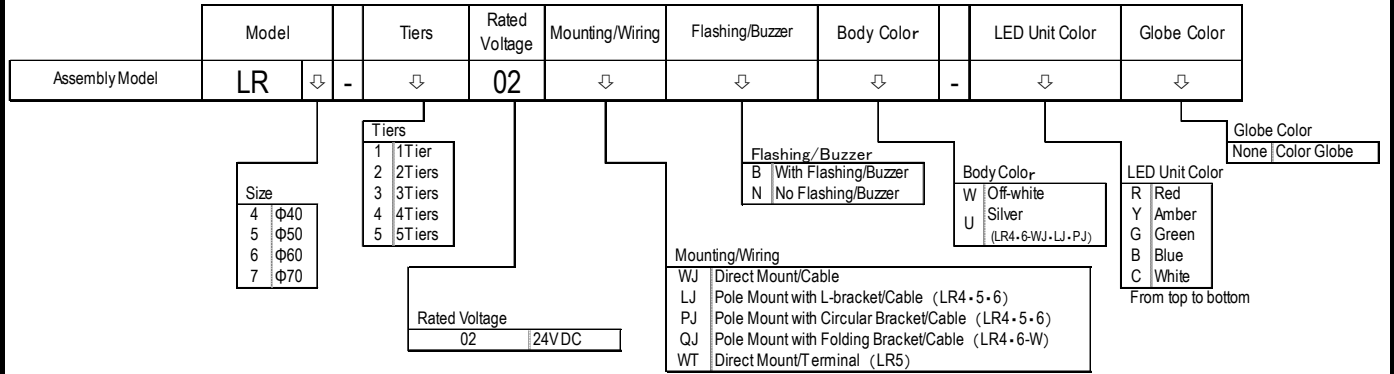 Model Tiers Rated Voltage Mounting/Wiring Flashing/Buzzer Body Color LED Unit Color Globe Color
Assembly Model LR ⇩ - ⇩ 02 ⇩ ⇩ ⇩ - ⇩ ⇩
Size
4 Φ40
5 Φ50
6 Φ60
7 Φ70
Tiers
1 1Tier
2 2Tiers
3 3Tiers
4 4Tiers
5 5Tiers
Rated Voltage
02 24V DC
Mounting/Wiring
WJ Direct Mount/Cable
LJ Pole Mount with L-bracket/Cable (LR4・5・6)
PJ Pole Mount with Circular Bracket/Cable (LR4・5・6)
QJ Pole Mount with Folding Bracket/Cable (LR4・6-W)
WT Direct Mount/Terminal (LR5)
Flashing/Buzzer
B With Flashing/Buzzer
N No Flashing/Buzzer
Body Color
W Off-white
U Silver
(LR4・6-WJ・LJ・PJ)
LED Unit Color
R Red
Y Amber
G Green
B Blue
C White
From top to bottom
Globe Color
None Color Globe